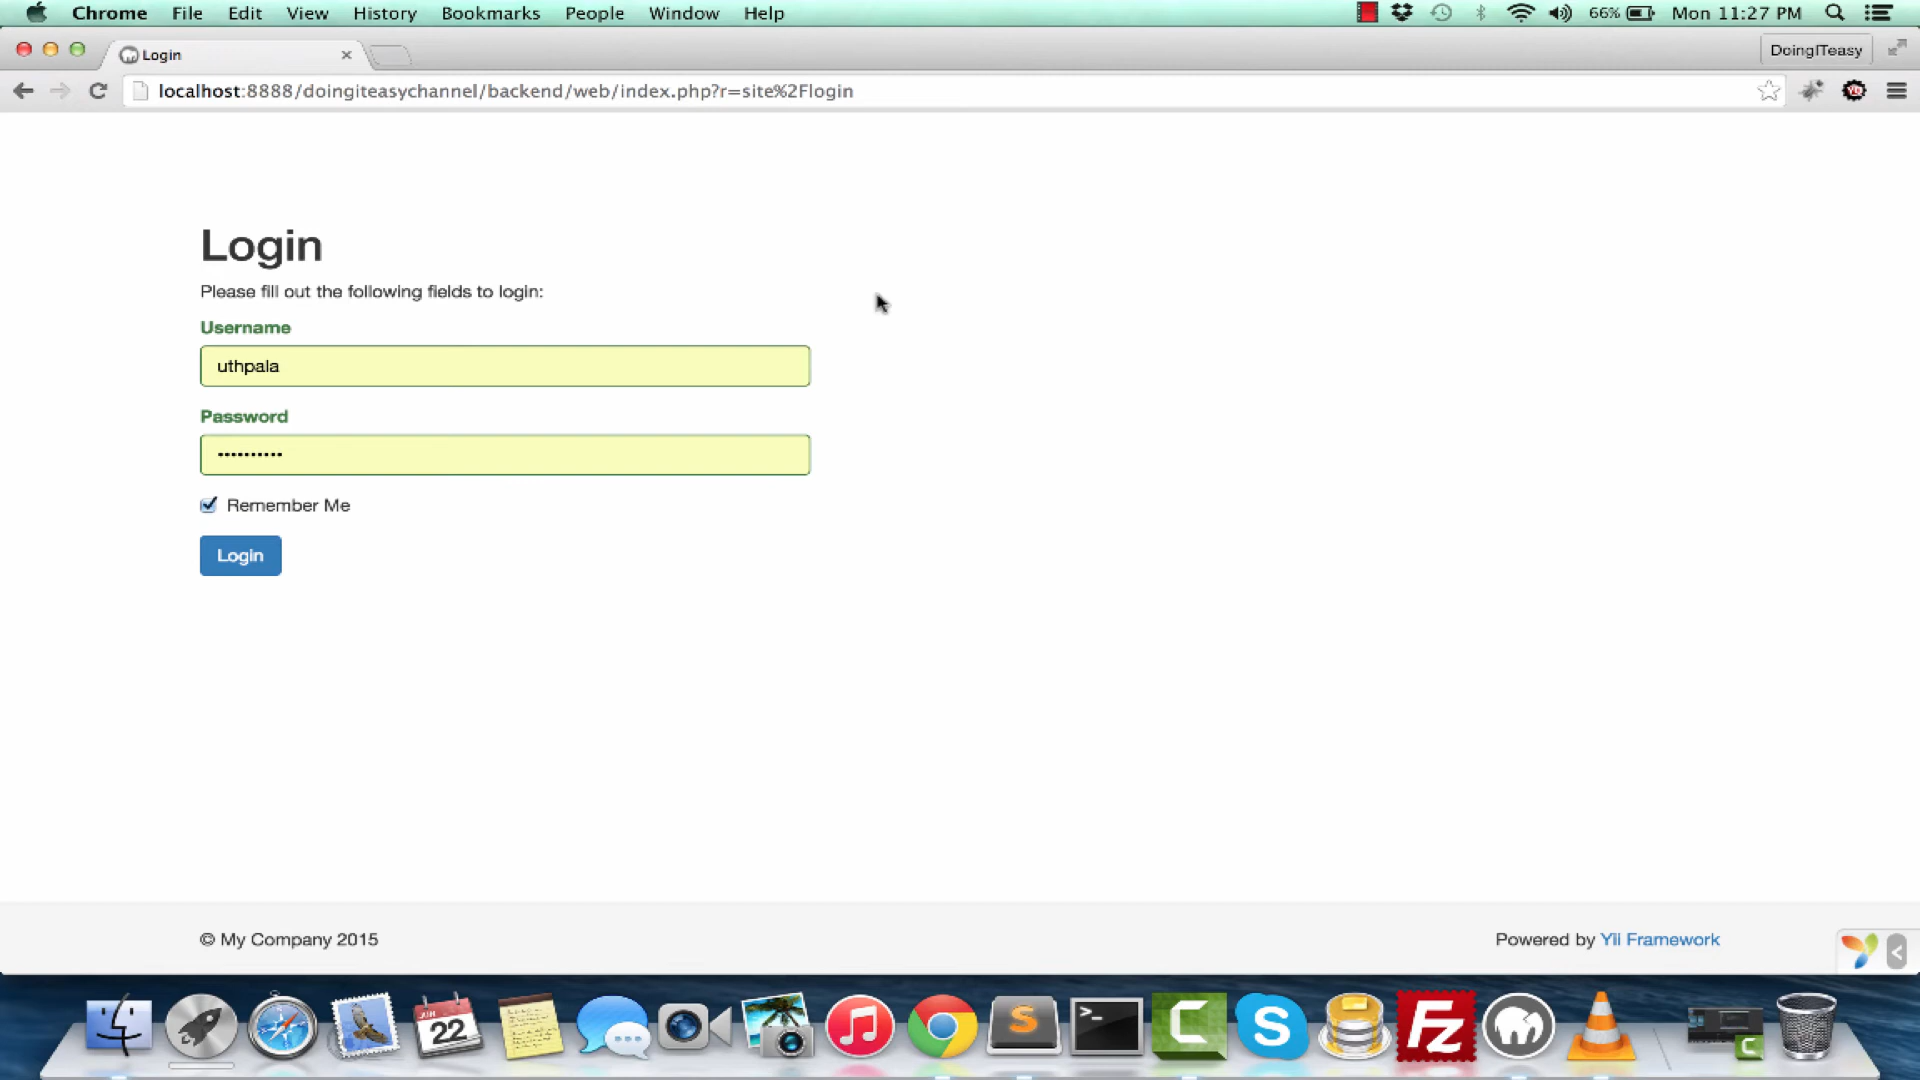 Chrome File Edit View History Bookmarks People Window Help 66% Mon 11:27 PM
Login DoingITeasy
localhost:8888/doingiteasychannel/backend/web/index.php?r=site%2Flogin
Login
Please fill out the following fields to login:
Username
uthpala
Password
••••••••••
Remember Me
Login
© My Company 2015
Powered by Yii Framework
22
S
>_
C
S
Fz
C